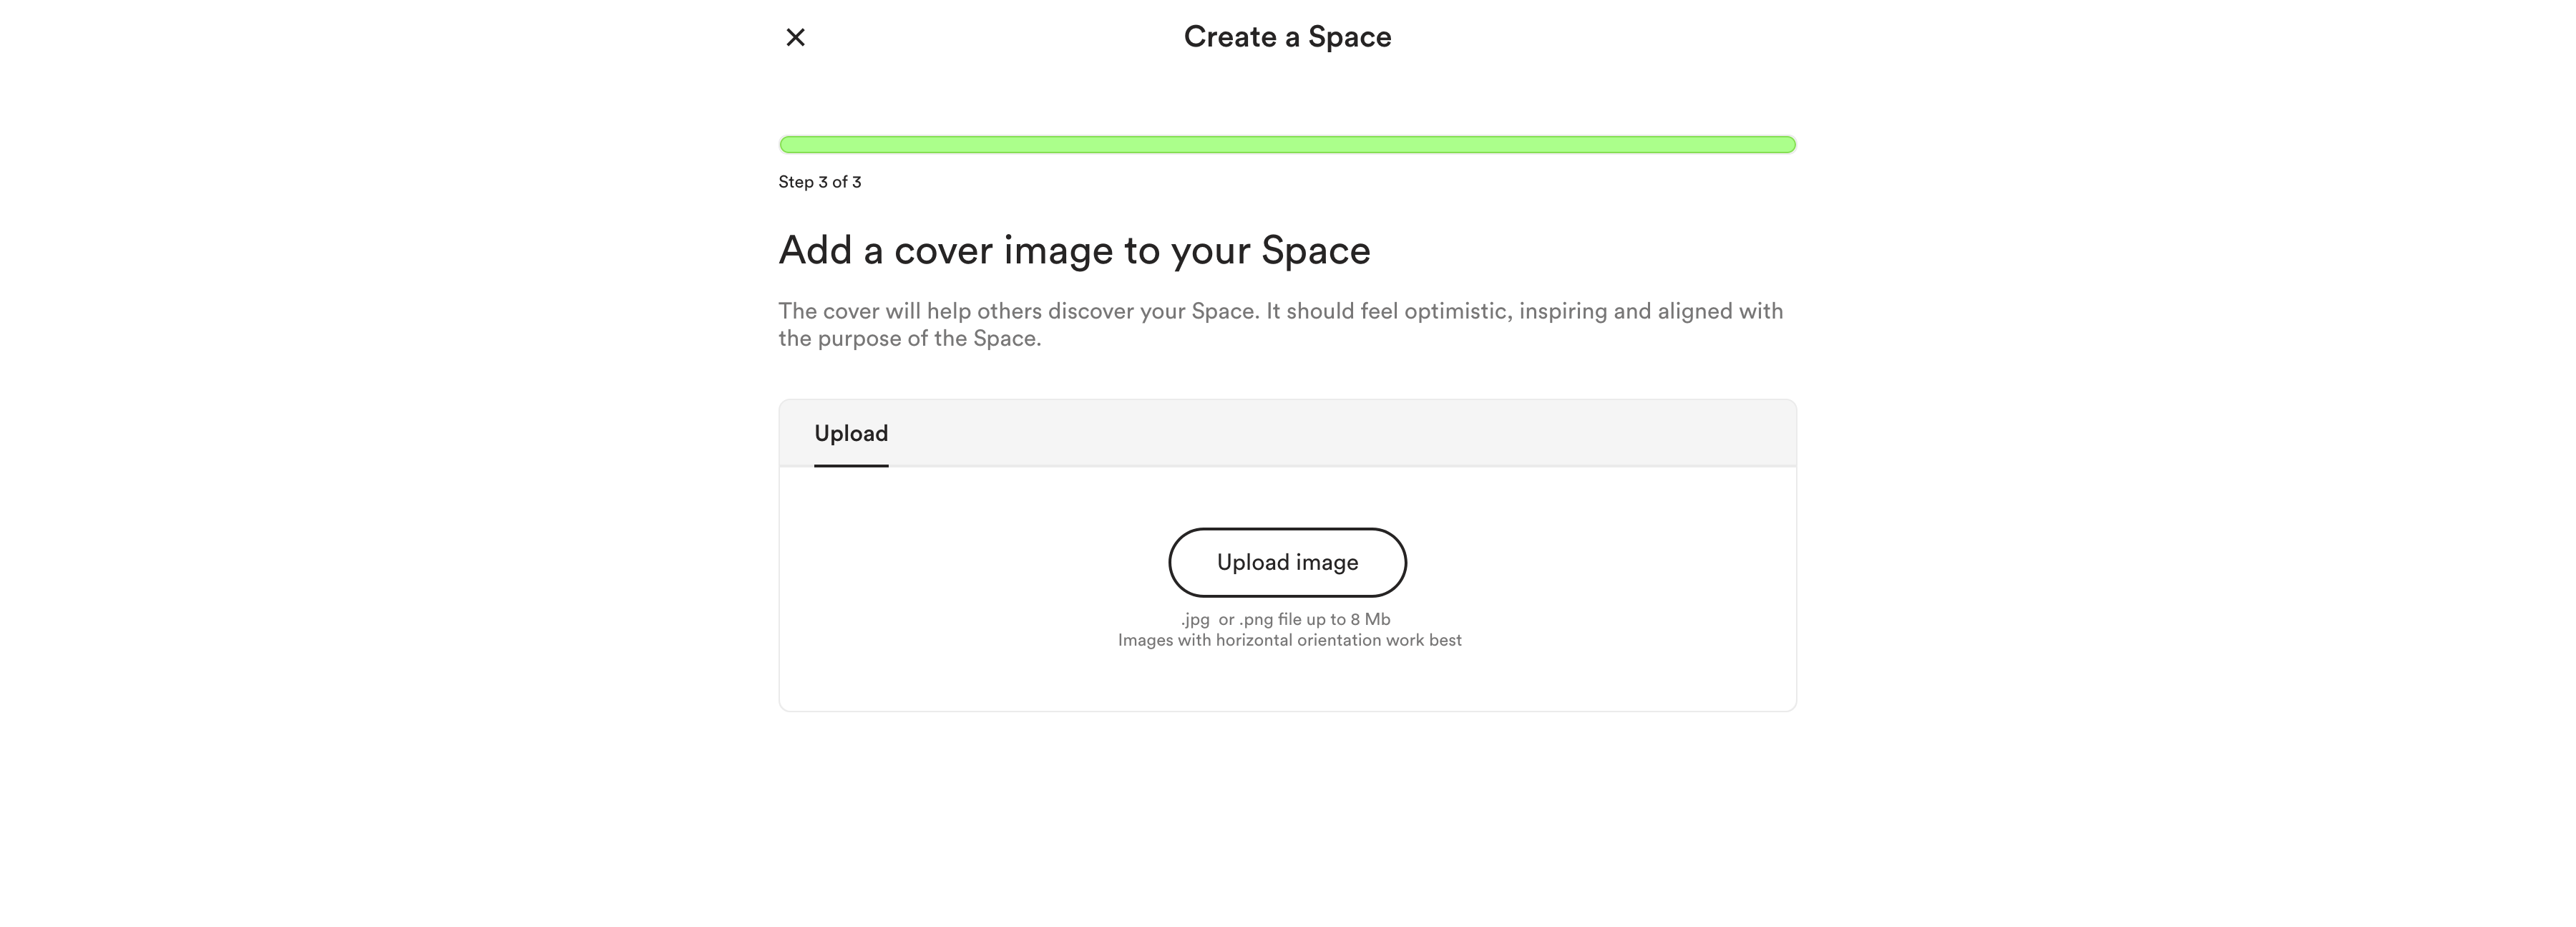 Create a Space
Step 3 of 3
Add a cover image to your Space
The cover will help others discover your Space. It should feel optimistic, inspiring and aligned with
the purpose of the Space.
Upload
Upload image
.jpg  or .png file up to 8 Mb
Images with horizontal orientation work best